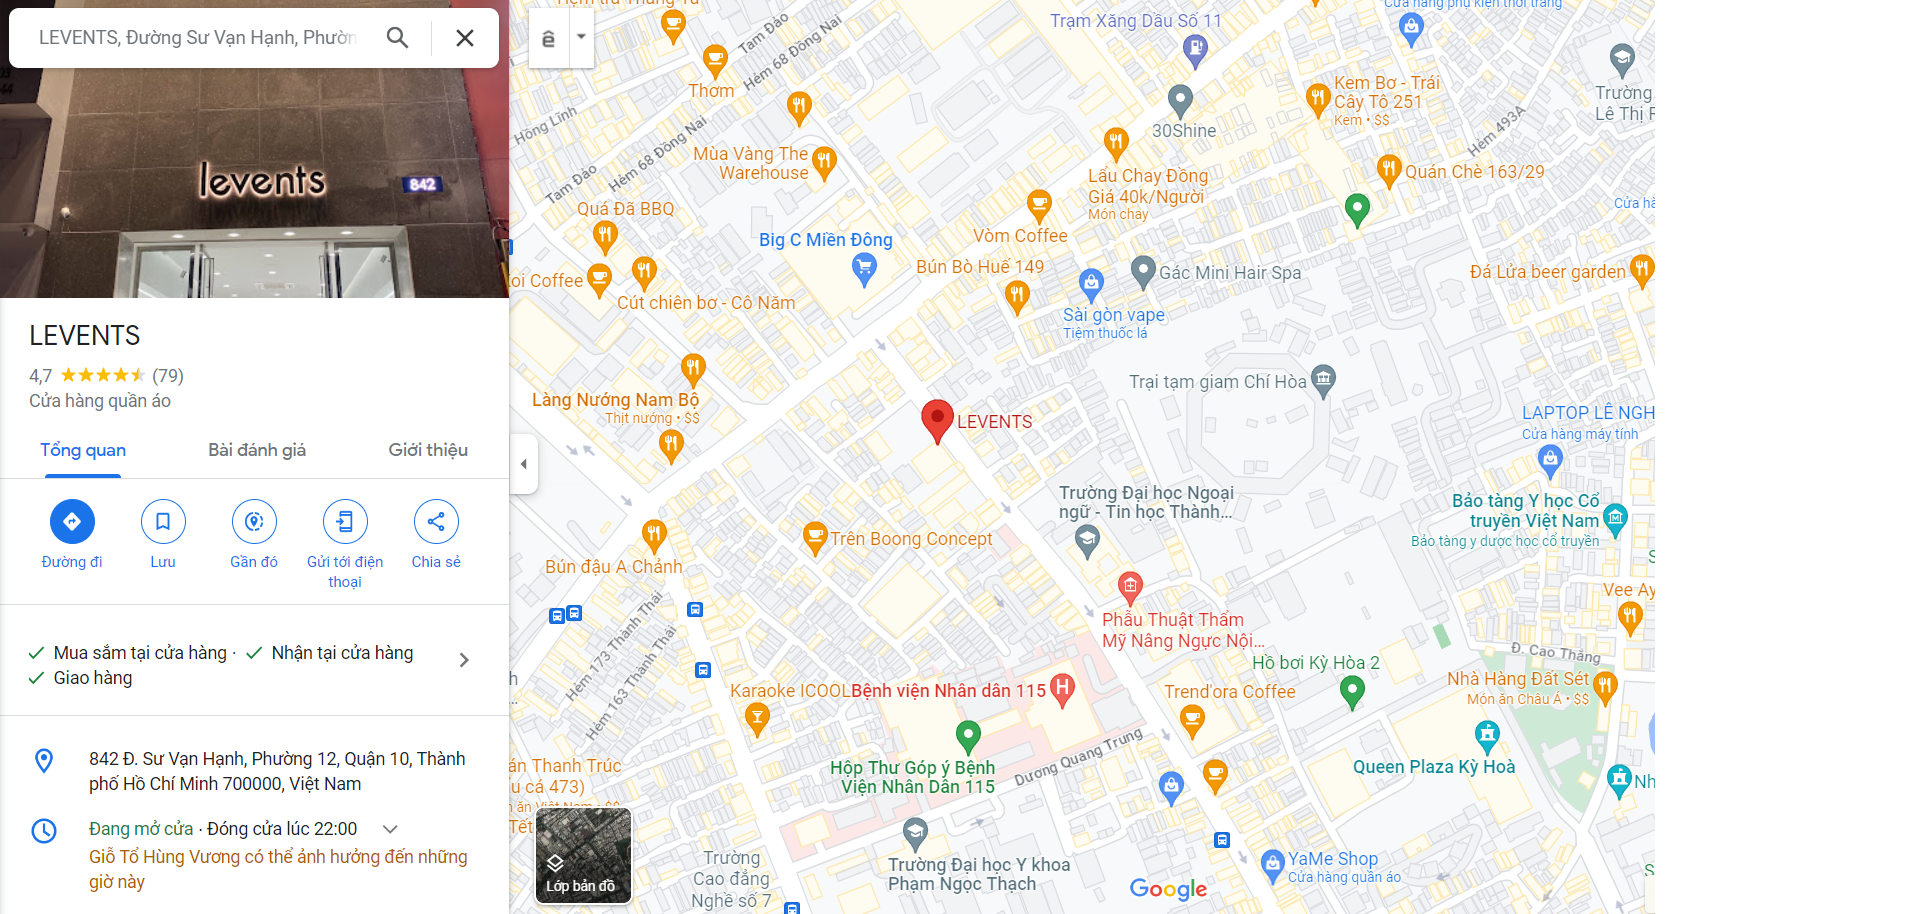 LEVENTS, Đường Sư Vạn Hạnh, Phườn
levents
842
LEVENTS
4,7 (79)
Cửa hàng quần áo
Tổng quan
Bài đánh giá
Giới thiệu
Đường đi
Lưu
Gần đó
Gửi tới điện
thoại
Chia sẻ
Mua sắm tại cửa hàng · Nhận tại cửa hàng
Giao hàng
842 Đ. Sư Vạn Hạnh, Phường 12, Quận 10, Thành
phố Hồ Chí Minh 700000, Việt Nam
Đang mở cửa · Đóng cửa lúc 22:00
Giỗ Tổ Hùng Vương có thể ảnh hưởng đến những
giờ này
ê
Tam Đảo
Hẻm 68 Đồng Nai
Trạm Xăng Dầu Số 11
Cửa hàng phụ kiện thời trang
Thơm
Hồng Lĩnh
Hẻm 68 Đồng Nai
Tam Đảo
30Shine
Kem Bơ - Trái
Cây Tô 251
Kem • $$
Trường
Lê Thị
Hẻm 493A
Mùa Vàng The
Warehouse
Lẩu Chay Đồng
Giá 40k/Người
Món chay
Quán Chè 163/29
Cửa hà
Quá Đã BBQ
Big C Miền Đông
Vòm Coffee
Bún Bò Huế 149
Gác Mini Hair Spa
Đá Lửa beer garden
oi Coffee
Cút chiên bơ - Cô Năm
Sài gòn vape
Tiệm thuốc lá
Trại tạm giam Chí Hòa
Làng Nướng Nam Bộ
Thịt nướng • $$
LEVENTS
LAPTOP LÊ NGH
Cửa hàng máy tính
Trường Đại học Ngoại
ngữ - Tin học Thành...
Bảo tàng Y học Cổ
truyền Việt Nam
Bảo tàng y dược học cổ truyền
Trên Boong Concept
Bún đậu A Chảnh
Phẫu Thuật Thẩm
Mỹ Nâng Ngực Nội...
Vee Ay
Hẻm 173 Thành Thái
Hẻm 163 Thành Thái
Đ. Cao Thắng
Hồ bơi Kỳ Hòa 2
Karaoke ICOOL
Bệnh viện Nhân dân 115
Trend'ora Coffee
Nhà Hàng Đất Sét
Món ăn Châu Á • $$
Dương Quang Trung
án Thanh Trúc
u cá 473)
Tết
Hộp Thư Góp ý Bệnh
Viện Nhân Dân 115
Queen Plaza Kỳ Hoà
Nh
Lớp bản đồ
Trường
Cao đẳng
Nghề số 7
Trường Đại học Y khoa
Phạm Ngọc Thạch
YaMe Shop
Cửa hàng quần áo
Google